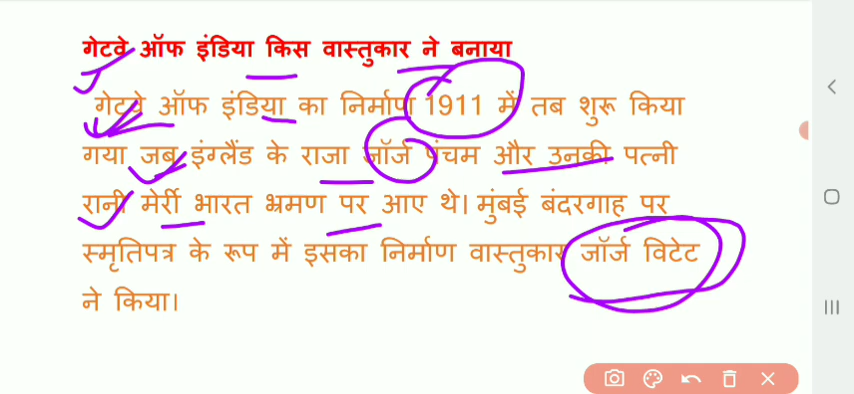 गेटवे ऑफ इंडिया किस वास्तुकार ने बनाया
गेटवे ऑफ इंडिया का निर्माण 1911 में तब शुरू किया
गया जब इंग्लैंड के राजा जॉर्ज पंचम और उनकी पत्नी
रानी मेर्री भारत भ्रमण पर आए थे। मुंबई बंदरगाह पर
स्मृतिपत्र के रूप में इसका निर्माण वास्तुकार जॉर्ज विटेट
ने किया।